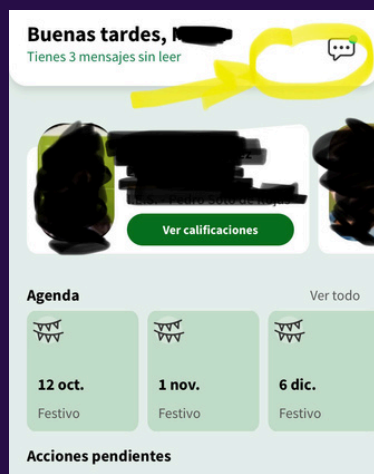 Buenas tardes,
Tienes 3 mensajes sin leer
Ver calificaciones
Agenda
Ver todo
12 oct.
1 nov.
6 dic.
Festivo
Festivo
Festivo
Acciones pendientes